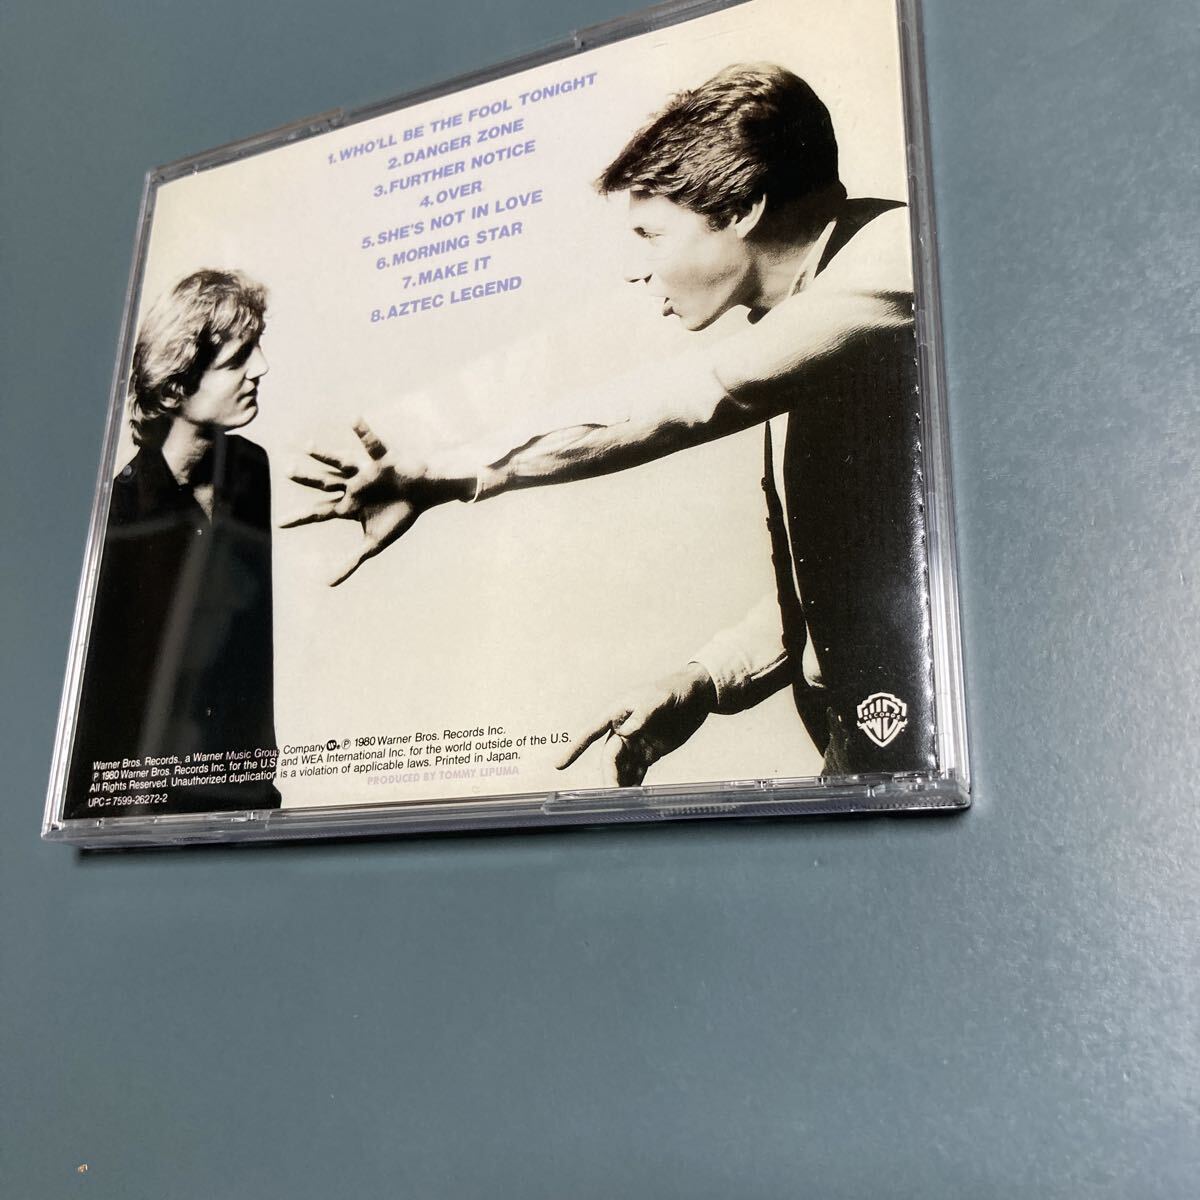 1.WHO'LL BE THE FOOL TONIGHT
2.DANGER ZONE
3.FURTHER NOTICE
4.OVER
5.SHE'S NOT IN LOVE
6.MORNING STAR
7.MAKE IT
8.AZTEC LEGEND
Warner Bros. Records., a Warner Music Group Company ℗ 1980 Warner Bros. Records Inc.
℗ 1980 Warner Bros. Records Inc. for the U.S. and WEA International Inc. for the world outside of the U.S.
All Rights Reserved. Unauthorized duplication is a violation of applicable laws. Printed in Japan.
PRODUCED BY TOMMY LIPUMA
UPC=7599-26272-2
RECORDS